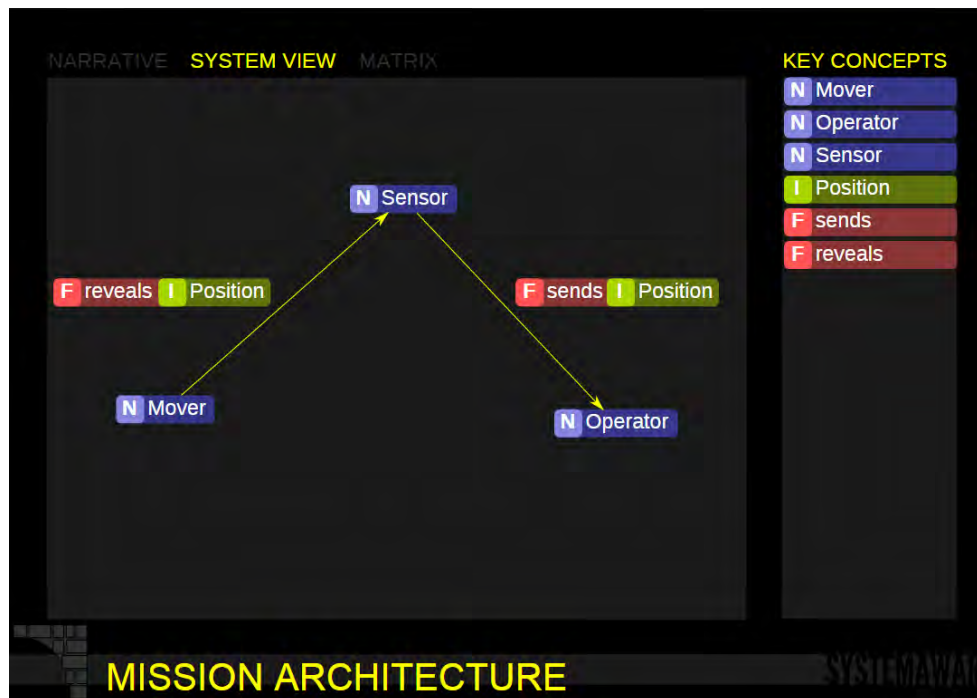 NARRATIVE SYSTEM VIEW MATRIX
KEY CONCEPTS
N Mover
N Operator
N Sensor
I Position
F sends
F reveals
N Sensor
F reveals I Position
F sends I Position
N Mover
N Operator
MISSION ARCHITECTURE